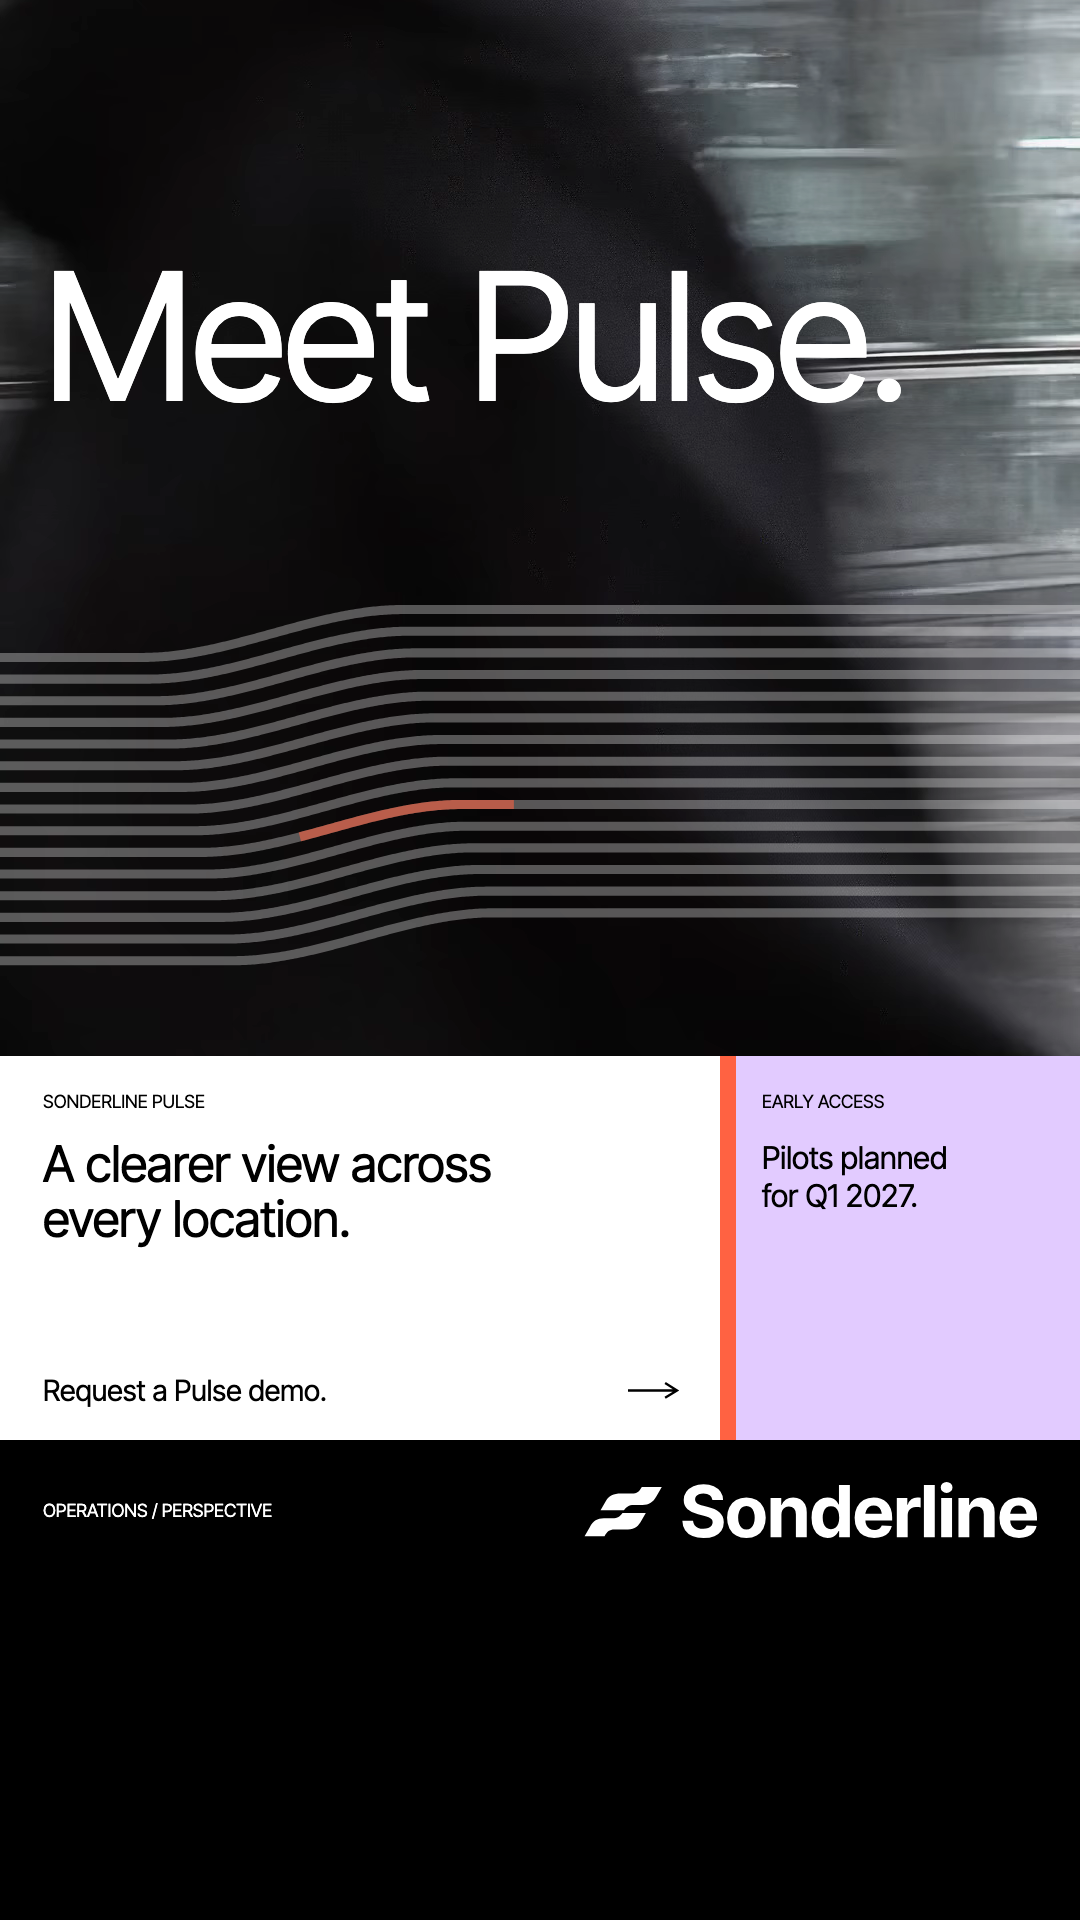 Meet Pulse.
SONDERLINE PULSE
A clearer view across
every location.
Request a Pulse demo.
EARLY ACCESS
Pilots planned
for Q1 2027.
OPERATIONS / PERSPECTIVE
Sonderline